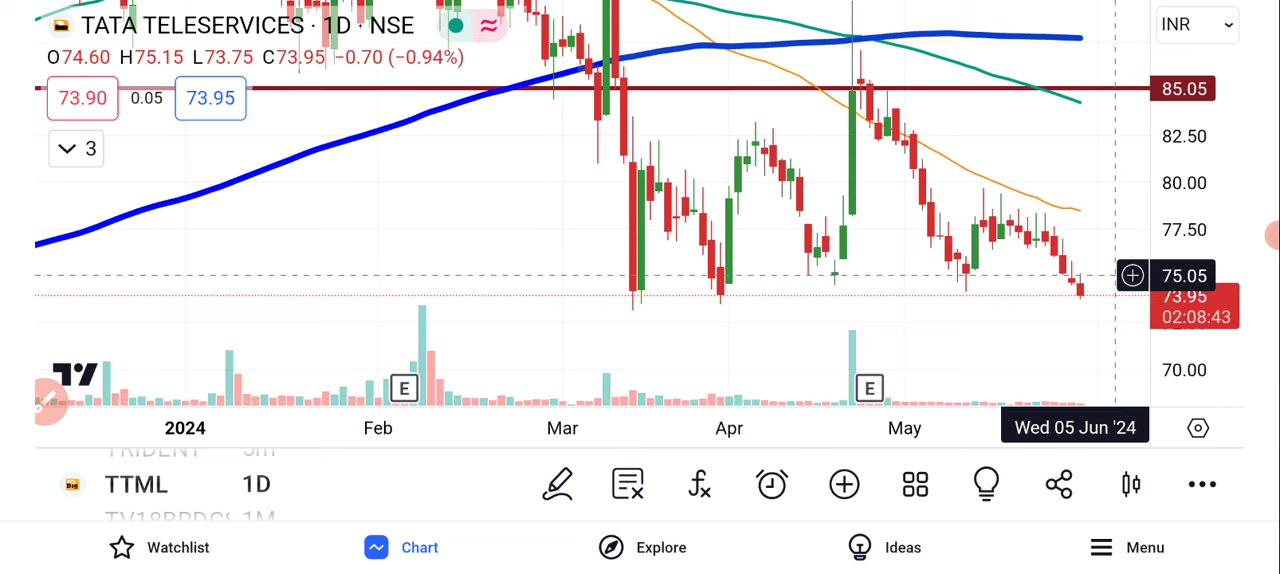 TATA TELESERVICES · 1D · NSE
INR
O74.60 H75.15 L73.75 C73.95 −0.70 (−0.94%)
73.90 0.05 73.95
85.05
3
82.50
80.00
77.50
75.05
73.95
02:08:43
70.00
E E
2024 Feb Mar Apr May Wed 05 Jun '24
TRIDENT 5m
TTML 1D
Watchlist Chart Explore Ideas Menu